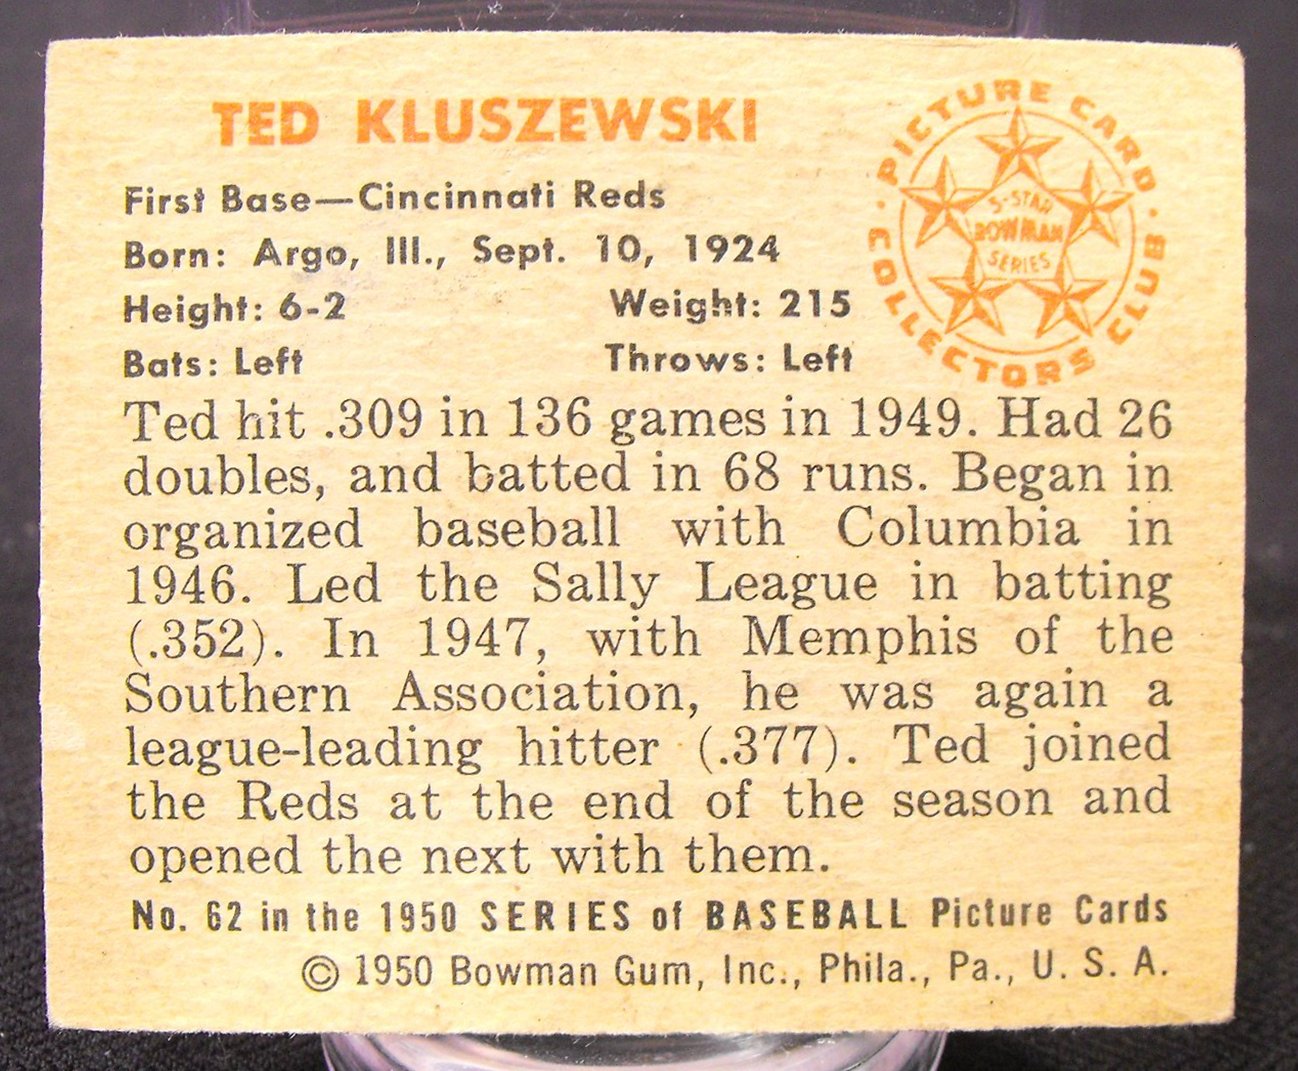 TED KLUSZEWSKI
First Base—Cincinnati Reds
Born: Argo, Ill., Sept. 10, 1924
Height: 6-2 Weight: 215
Bats: Left Throws: Left
PICTURE CARD
COLLECTORS CLUB
5-STAR
BOWMAN
SERIES
Ted hit .309 in 136 games in 1949. Had 26
doubles, and batted in 68 runs. Began in
organized baseball with Columbia in
1946. Led the Sally League in batting
(.352). In 1947, with Memphis of the
Southern Association, he was again a
league-leading hitter (.377). Ted joined
the Reds at the end of the season and
opened the next with them.
No. 62 in the 1950 SERIES of BASEBALL Picture Cards
© 1950 Bowman Gum, Inc., Phila., Pa., U. S. A.